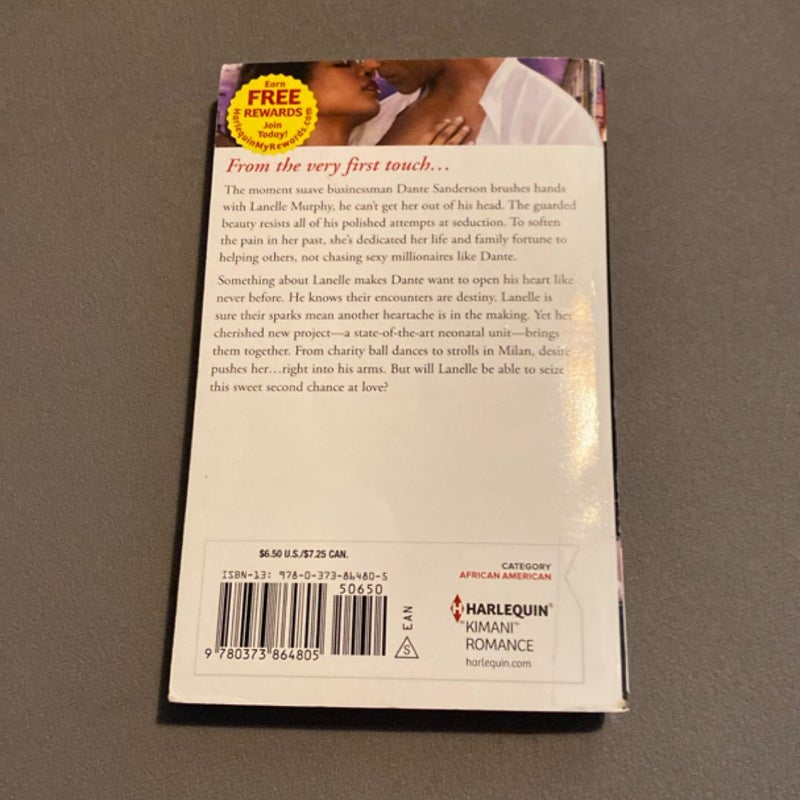 Earn
FREE
REWARDS
Join
Today!
HarlequinMyRewards.com
From the very first touch...
The moment suave businessman Dante Sanderson brushes hands
with Lanelle Murphy, he can't get her out of his head. The guarded
beauty resists all of his polished attempts at seduction. To soften
the pain in her past, she's dedicated her life and family fortune to
helping others, not chasing sexy millionaires like Dante.
Something about Lanelle makes Dante want to open his heart like
never before. He knows their encounters are destiny. Lanelle is
sure their sparks mean another heartache is in the making. Yet her
cherished new project—a state-of-the-art neonatal unit—brings
them together. From charity ball dances to strolls in Milan, desire
pushes her...right into his arms. But will Lanelle be able to seize
this sweet second chance at love?
$6.50 U.S./$7.25 CAN.
ISBN-13: 978-0-373-86480-5
50650
9 780373 864805
EAN
S
CATEGORY
AFRICAN AMERICAN
HARLEQUIN®
KIMANI™
ROMANCE
harlequin.com